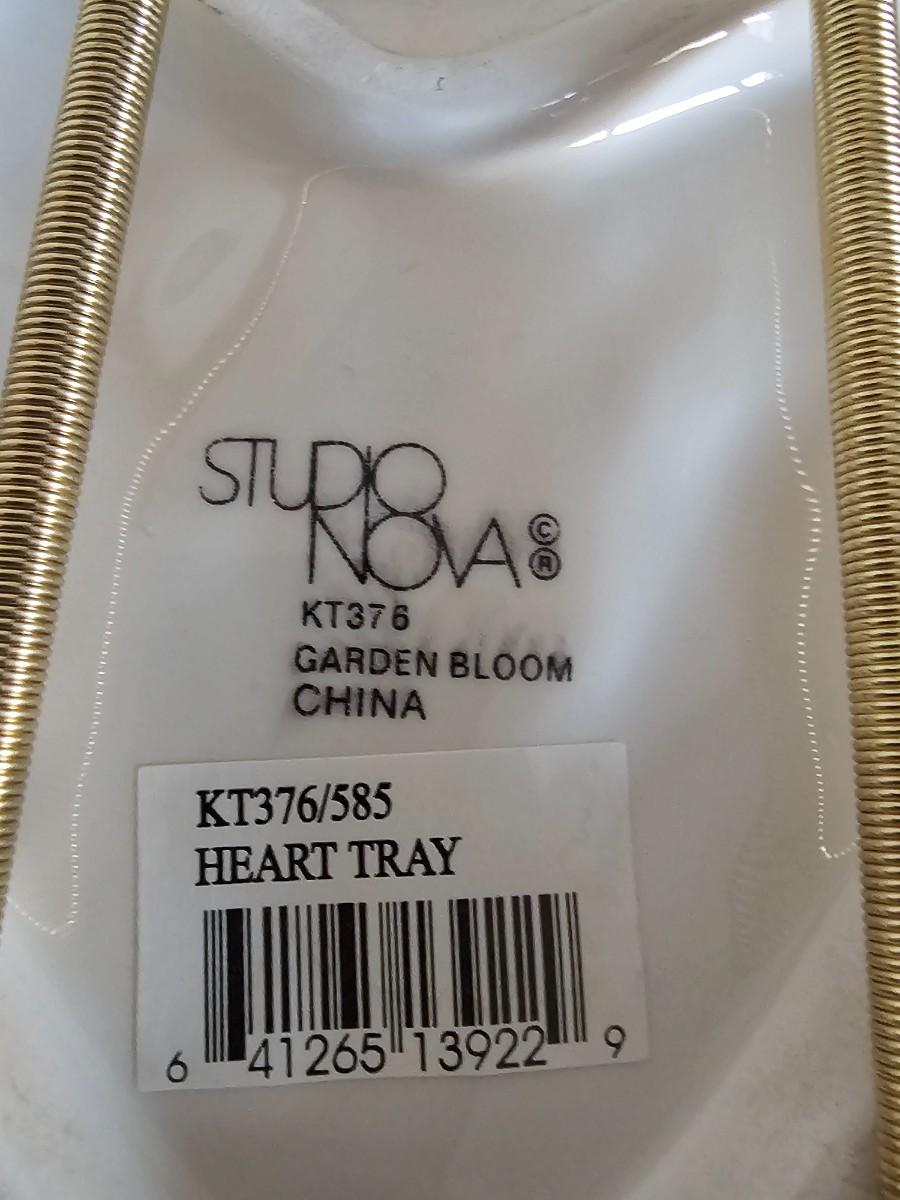 STUDIO
NOVA © ®
KT376
GARDEN BLOOM
CHINA
KT376/585
HEART TRAY
6 41265 13922 9